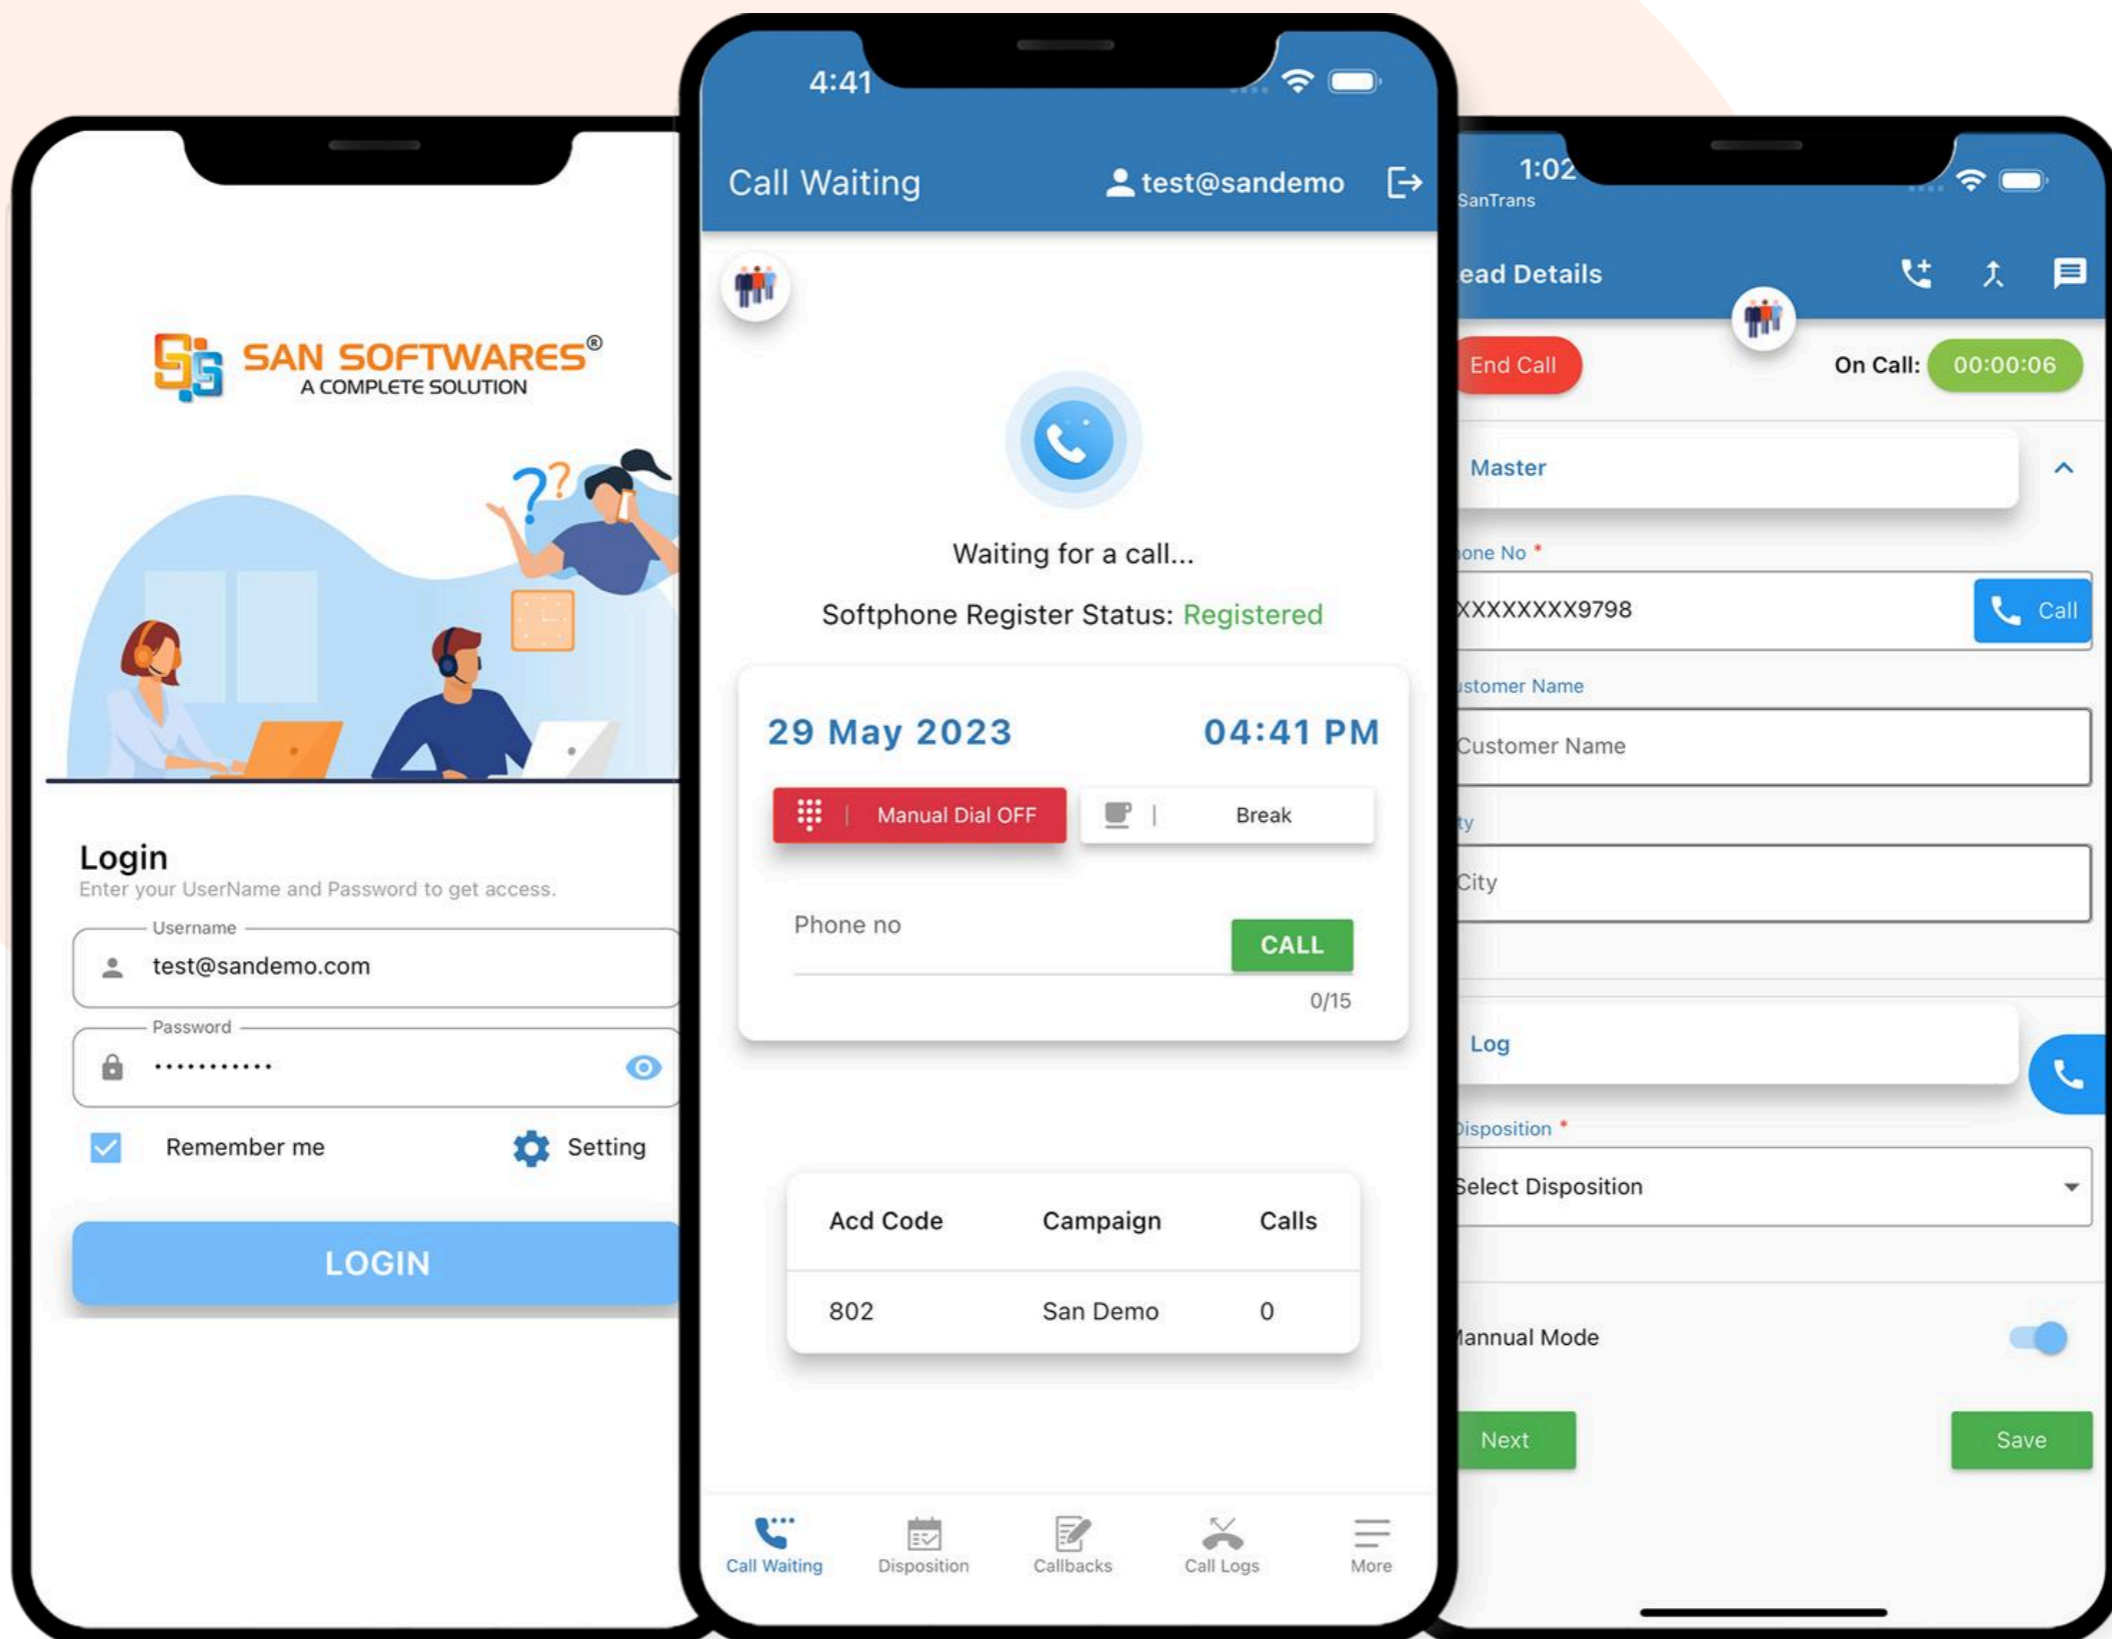 SAN SOFTWARES®
A COMPLETE SOLUTION
??
Login
Enter your UserName and Password to get access.
Username
test@sandemo.com
Password
•••••••••••
Remember me
Setting
LOGIN
4:41
Call Waiting
test@sandemo
Waiting for a call...
Softphone Register Status: Registered
29 May 2023 04:41 PM
Manual Dial OFF
Break
Phone no
CALL
0/15
Acd Code Campaign Calls
802 San Demo 0
Call Waiting
Disposition
Callbacks
Call Logs
More
1:02
SanTrans
ead Details
End Call
On Call: 00:00:06
Master
one No *
XXXXXXXX9798
Call
ustomer Name
Customer Name
ty
City
Log
Disposition *
Select Disposition
Mannual Mode
Next
Save